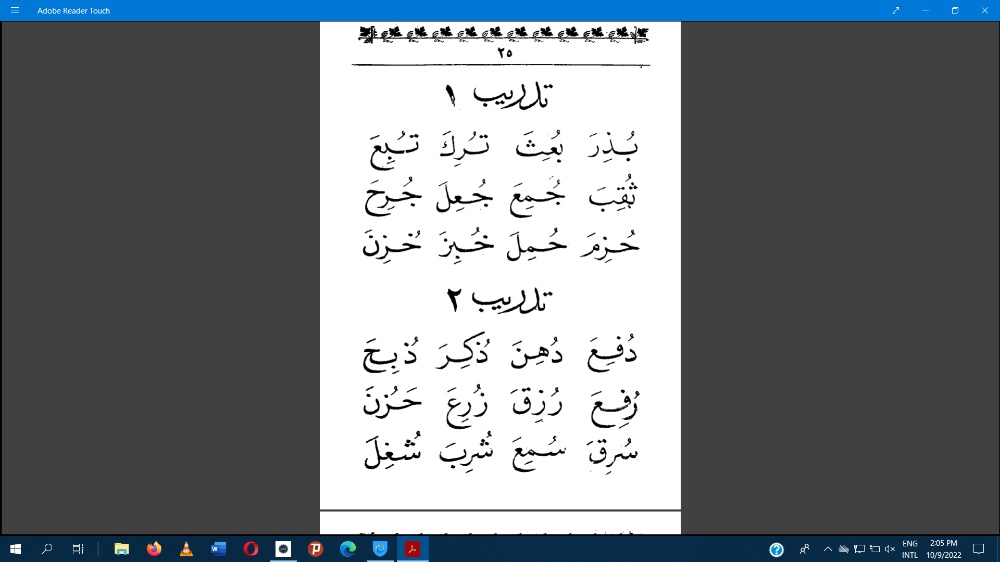 Adobe Reader Touch
٢٥
تدريب ١
بُذِرَ بُعِثَ تُرِكَ تُبِعَ
ثُقِبَ جُمِعَ جُعِلَ جُرِحَ
حُزِمَ حُمِلَ خُبِزَ خُزِنَ
تدريب ٢
دُفِعَ دُهِنَ ذُكِرَ ذُبِحَ
رُفِعَ رُزِقَ زُرِعَ حَزُنَ
سُرِقَ سُمِعَ شُرِبَ شُغِلَ
ENG 2:05 PM
INTL 10/9/2022